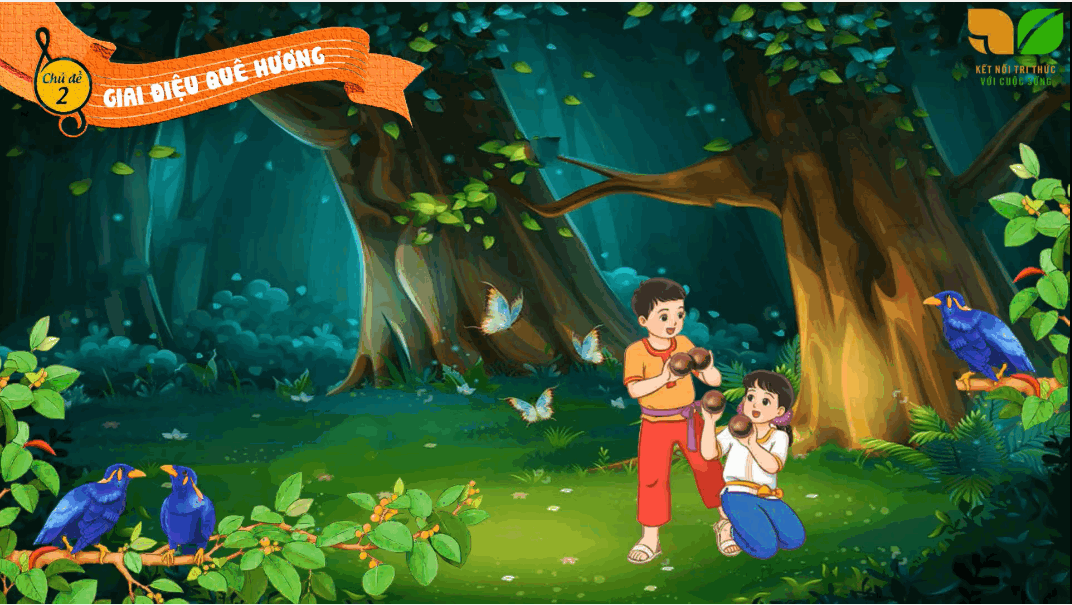 Chủ đề
2
GIAI ĐIỆU QUÊ HƯƠNG
KẾT NỐI TRI THỨC
VỚI CUỘC SỐNG